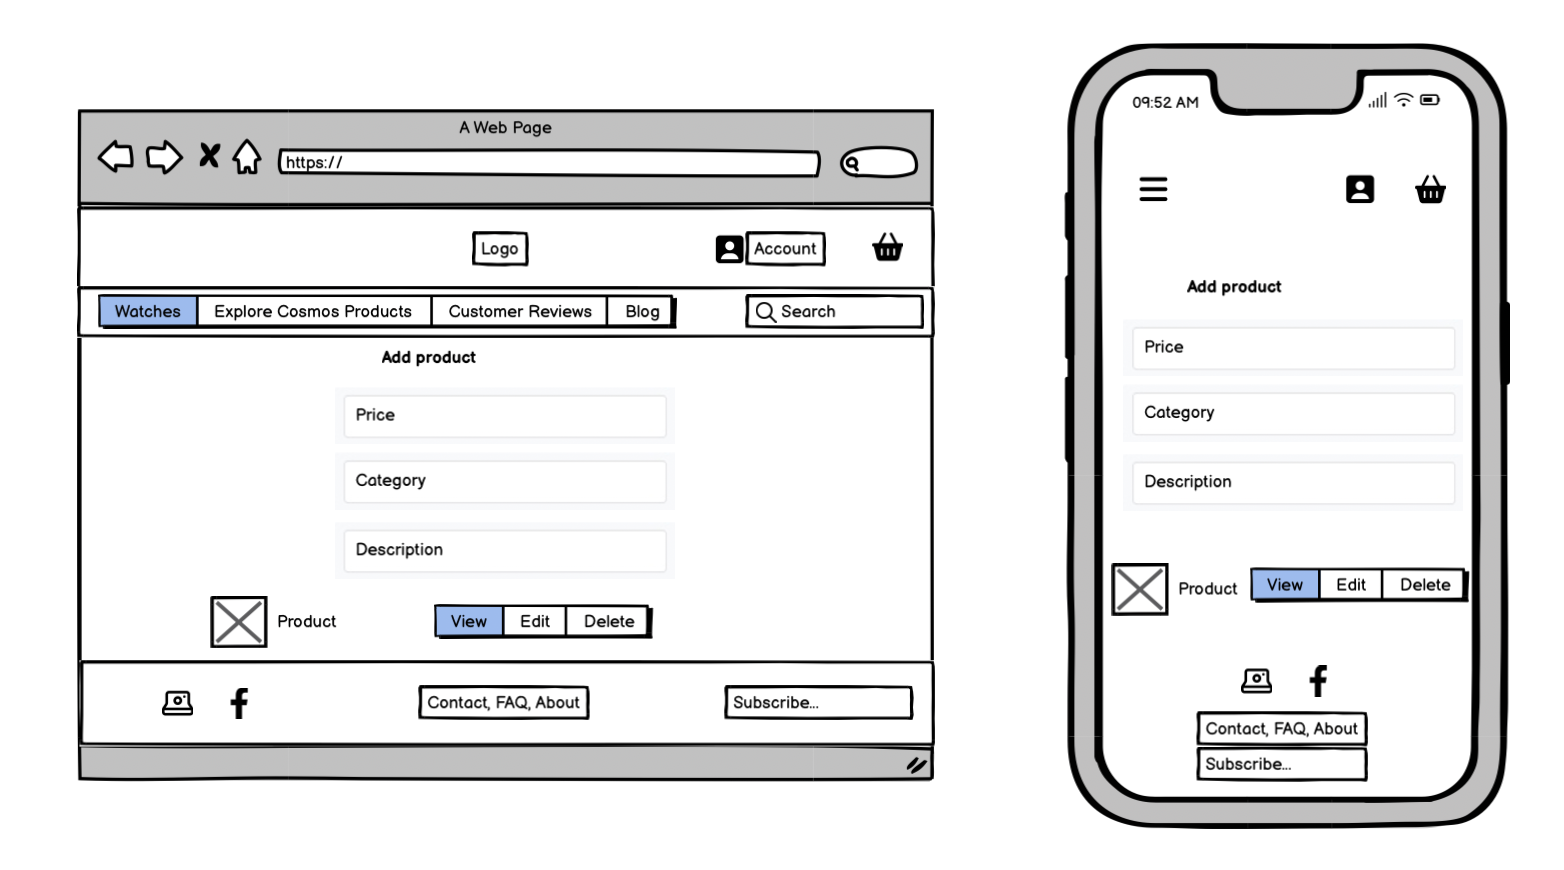 A Web Page
https://
Logo
Account
Watches Explore Cosmos Products Customer Reviews Blog
Search
Add product
Price
Category
Description
Product
View Edit Delete
Contact, FAQ, About
Subscribe...
09:52 AM
Add product
Price
Category
Description
Product
View Edit Delete
Contact, FAQ, About
Subscribe...